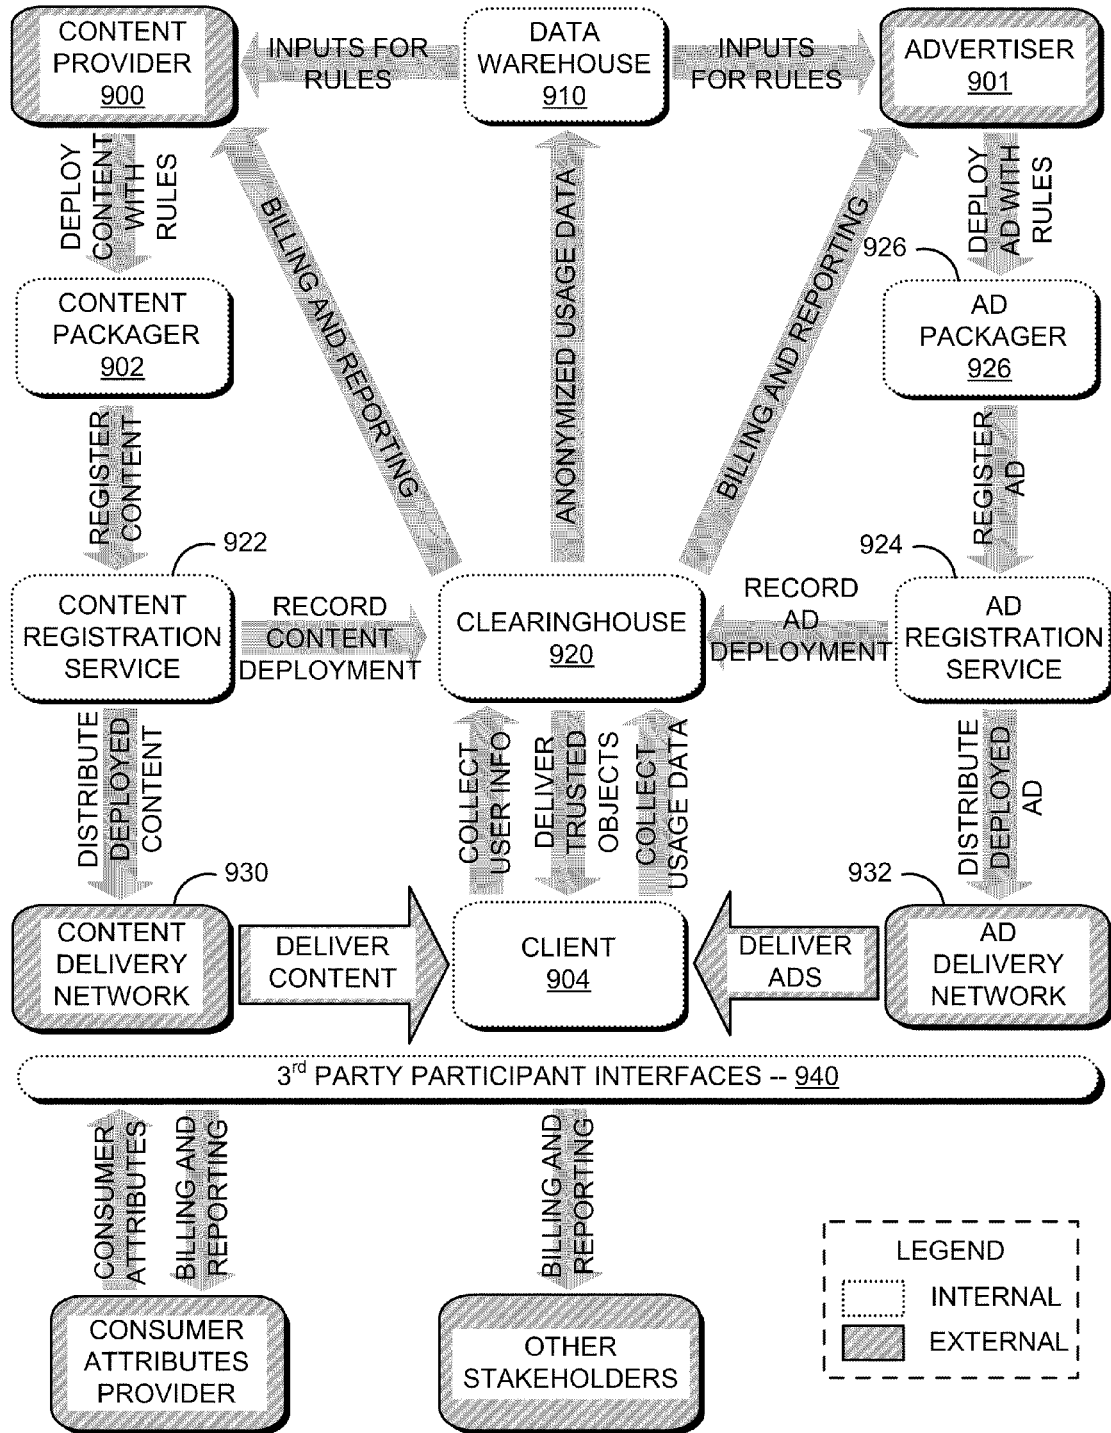 CONTENT
PROVIDER
900
INPUTS FOR
RULES
DATA
WAREHOUSE
910
INPUTS
FOR RULES
ADVERTISER
901
DEPLOY
CONTENT
WITH
RULES
BILLING AND REPORTING
ANONYMIZED USAGE DATA
BILLING AND REPORTING
DEPLOY
AD WITH
RULES
926
CONTENT
PACKAGER
902
AD
PACKAGER
926
REGISTER
CONTENT
REGISTER
AD
922
924
CONTENT
REGISTRATION
SERVICE
RECORD
CONTENT
DEPLOYMENT
CLEARINGHOUSE
920
RECORD
AD
DEPLOYMENT
AD
REGISTRATION
SERVICE
DISTRIBUTE
DEPLOYED
CONTENT
COLLECT
USER INFO
DELIVER
TRUSTED
OBJECTS
COLLECT
USAGE DATA
DISTRIBUTE
DEPLOYED
AD
930
932
CONTENT
DELIVERY
NETWORK
DELIVER
CONTENT
CLIENT
904
DELIVER
ADS
AD
DELIVERY
NETWORK
3rd PARTY PARTICIPANT INTERFACES -- 940
CONSUMER
ATTRIBUTES
BILLING AND
REPORTING
BILLING AND
REPORTING
CONSUMER
ATTRIBUTES
PROVIDER
OTHER
STAKEHOLDERS
LEGEND
INTERNAL
EXTERNAL